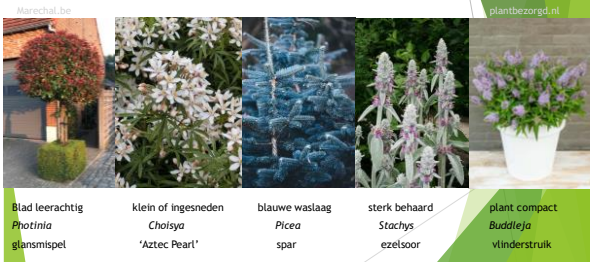 Marechal.be plantbezorgd.nl
Blad leerachtig klein of ingesneden blauwe waslaag sterk behaard plant compact
Photinia Choisya Picea Stachys Buddleja
glansmispel ‘Aztec Pearl’ spar ezelsoor vlinderstruik